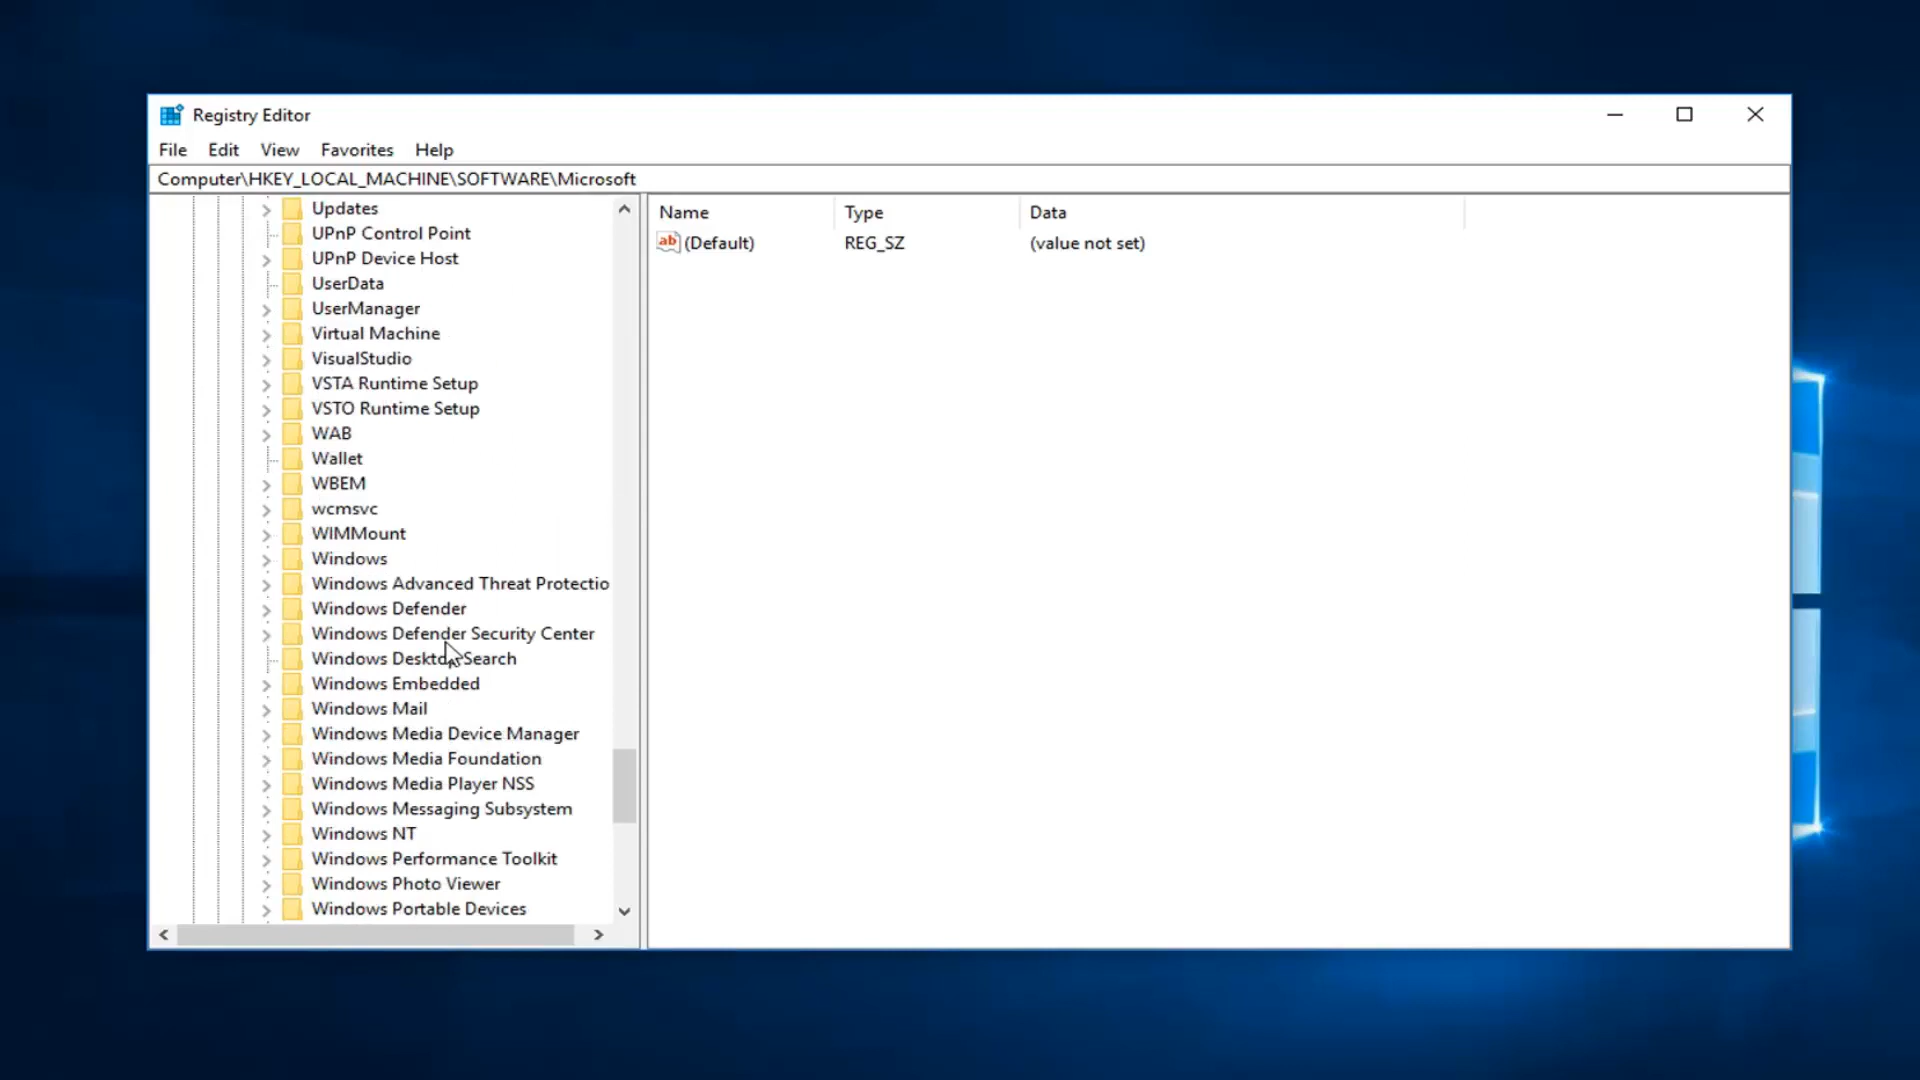 Registry Editor
File Edit View Favorites Help
Computer\HKEY_LOCAL_MACHINE\SOFTWARE\Microsoft
Updates
UPnP Control Point
UPnP Device Host
UserData
UserManager
Virtual Machine
VisualStudio
VSTA Runtime Setup
VSTO Runtime Setup
WAB
Wallet
WBEM
wcmsvc
WIMMount
Windows
Windows Advanced Threat Protectio
Windows Defender
Windows Defender Security Center
Windows Desktop Search
Windows Embedded
Windows Mail
Windows Media Device Manager
Windows Media Foundation
Windows Media Player NSS
Windows Messaging Subsystem
Windows NT
Windows Performance Toolkit
Windows Photo Viewer
Windows Portable Devices
Name Type Data
ab (Default) REG_SZ (value not set)